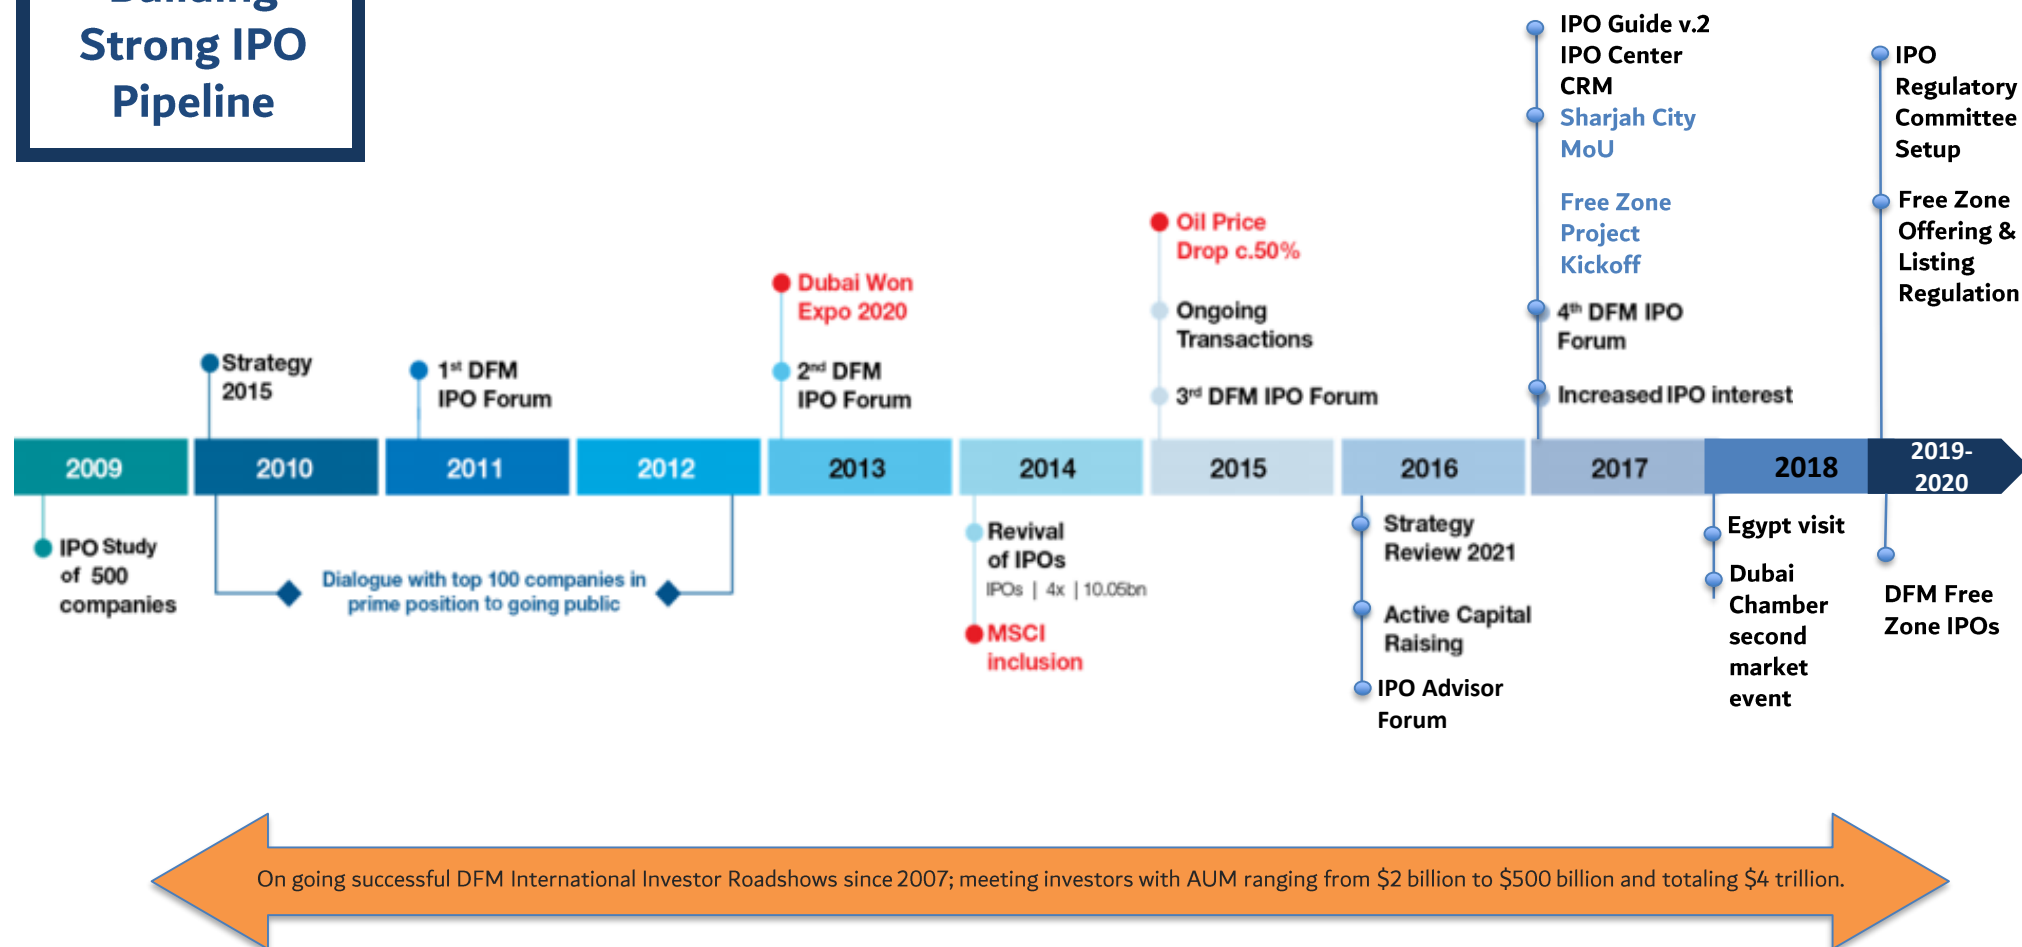 Building
Strong IPO
Pipeline
IPO Guide v.2
IPO Center
CRM
Sharjah City
MoU
Free Zone
Project
Kickoff
4th DFM IPO
Forum
Increased IPO interest
IPO
Regulatory
Committee
Setup
Free Zone
Offering &
Listing
Regulation
Oil Price
Drop c.50%
Ongoing
Transactions
3rd DFM IPO Forum
Dubai Won
Expo 2020
2nd DFM
IPO Forum
Strategy
2015
1st DFM
IPO Forum
2009
2010
2011
2012
2013
2014
2015
2016
2017
2018
2019-
2020
IPO Study
of 500
companies
Dialogue with top 100 companies in
prime position to going public
Revival
of IPOs
IPOs | 4x | 10.05bn
MSCI
inclusion
Strategy
Review 2021
Active Capital
Raising
IPO Advisor
Forum
Egypt visit
Dubai
Chamber
second
market
event
DFM Free
Zone IPOs
On going successful DFM International Investor Roadshows since 2007; meeting investors with AUM ranging from $2 billion to $500 billion and totaling $4 trillion.